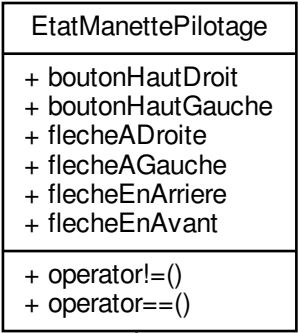 EtatManettePilotage
+ boutonHautDroit
+ boutonHautGauche
+ flecheADroite
+ flecheAGauche
+ flecheEnArriere
+ flecheEnAvant
+ operator!=()
+ operator==()